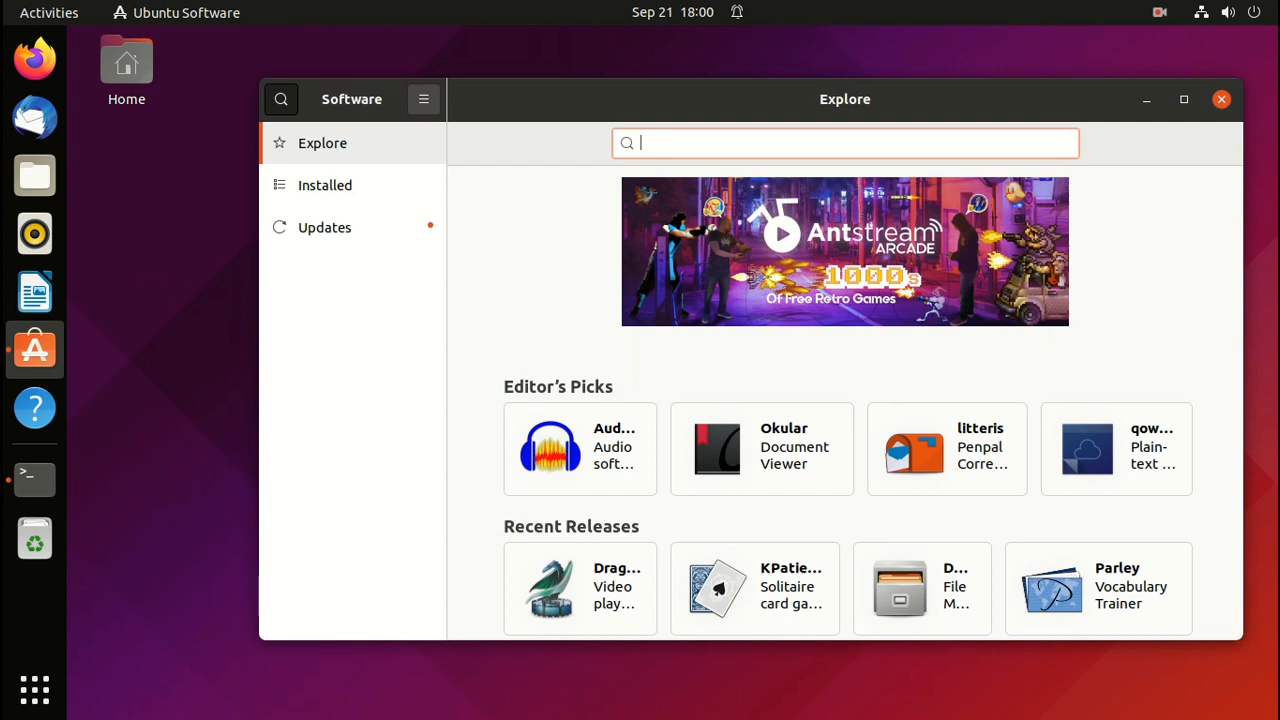 Activities
Ubuntu Software
Sep 21 18:00
Home
Software
Explore
Explore
Installed
Updates
Antstream
ARCADE
1000s
Of Free Retro Games
Editor's Picks
Aud...
Audio
soft...
Okular
Document
Viewer
litteris
Penpal
Corre...
qow...
Plain-
text ...
Recent Releases
Drag...
Video
play...
KPatie...
Solitaire
card ga...
D...
File
M...
Parley
Vocabulary
Trainer